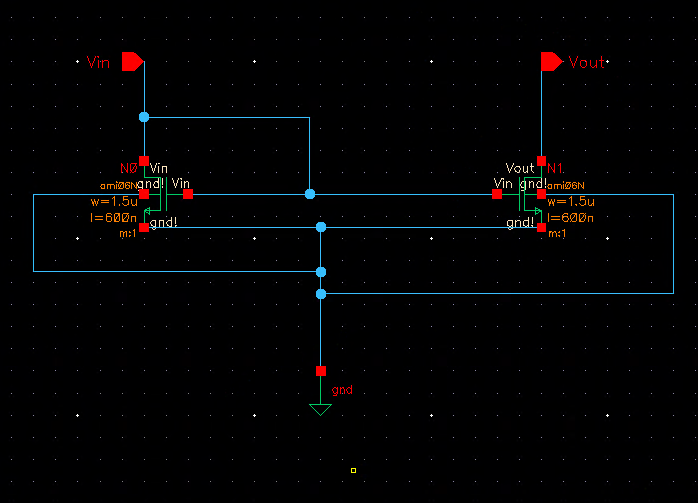 Vin
Vout
N0
Vin
ami06N
gnd!
Vin
w=1.5u
l=600n
gnd!
m:1
Vout
N1
Vin
gnd!
ami06N
w=1.5u
l=600n
gnd!
m:1
gnd